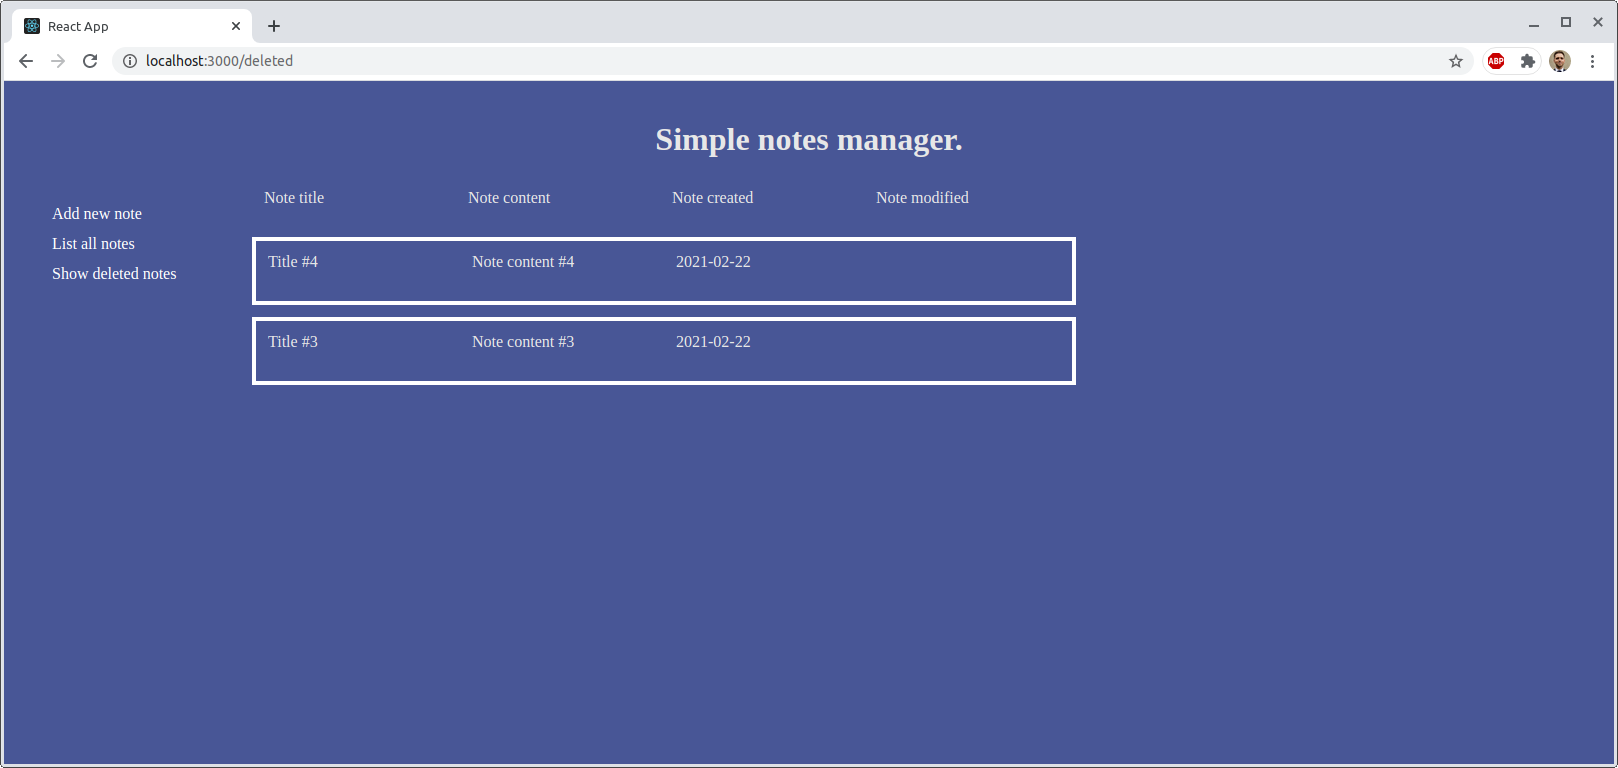 React App
localhost:3000/deleted
ABP
Simple notes manager.
Add new note
List all notes
Show deleted notes
Note title Note content Note created Note modified
Title #4 Note content #4 2021-02-22
Title #3 Note content #3 2021-02-22